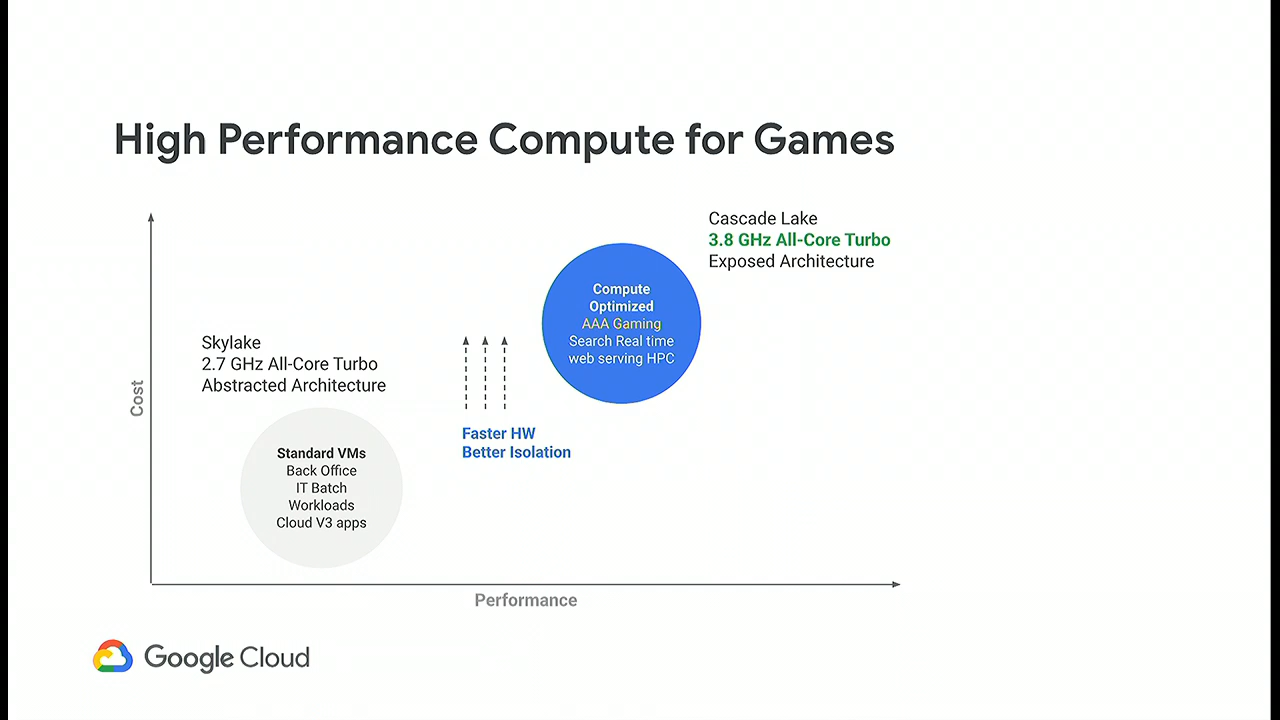 High Performance Compute for Games
Cascade Lake
3.8 GHz All-Core Turbo
Exposed Architecture
Compute
Optimized
AAA Gaming
Search Real time
web serving HPC
Skylake
2.7 GHz All-Core Turbo
Abstracted Architecture
Cost
Faster HW
Better Isolation
Standard VMs
Back Office
IT Batch
Workloads
Cloud V3 apps
Performance
Google Cloud